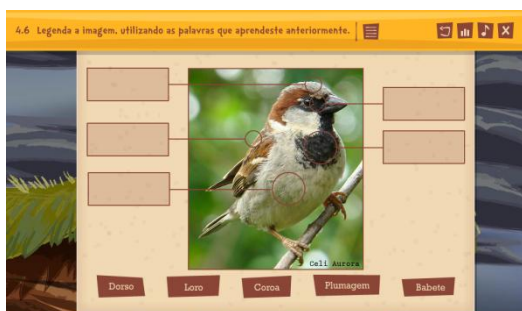 4.6 Legenda a imagem, utilizando as palavras que aprendeste anteriormente.
Celi Aurora
Dorso
Loro
Coroa
Plumagem
Babete